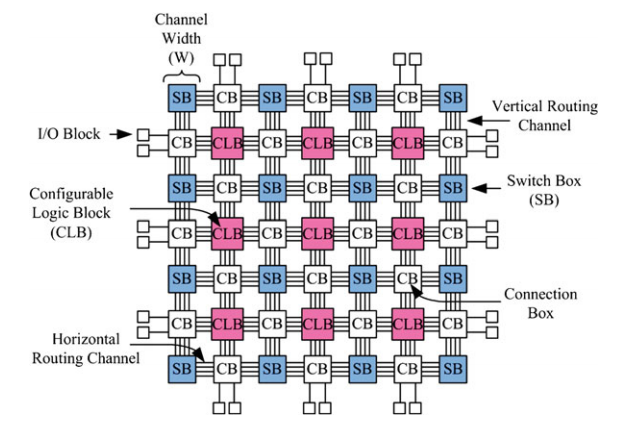 Channel
Width
(W)
SB CB SB CB SB CB SB
Vertical Routing
Channel
I/O Block
CB CLB CB CLB CB CLB CB
SB CB SB CB SB CB SB
Switch Box
(SB)
Configurable
Logic Block
(CLB)
CB CLB CB CLB CB CLB CB
SB CB SB CB SB CB SB
Connection
Box
CB CLB CB CLB CB CLB CB
Horizontal
Routing Channel
SB CB SB CB SB CB SB